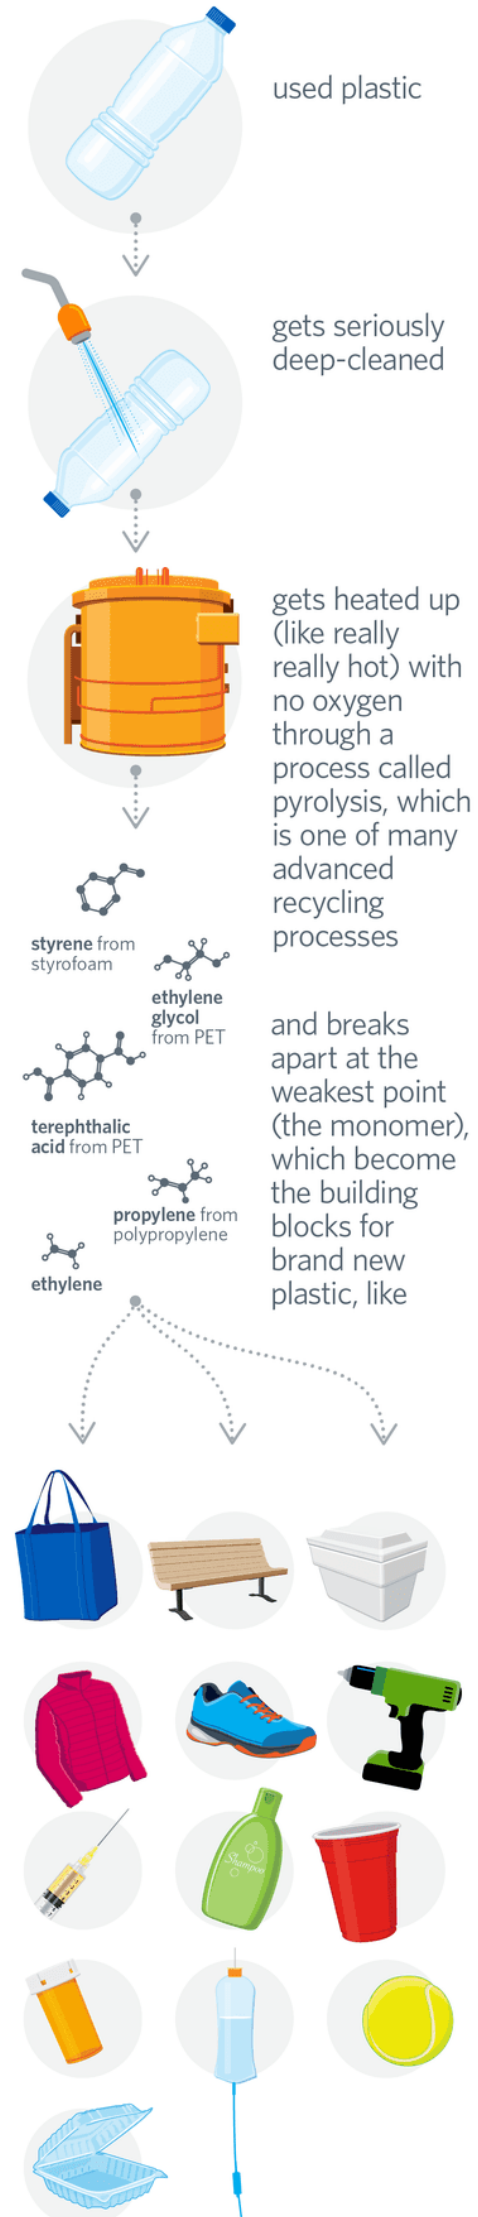 used plastic
gets seriously
deep-cleaned
gets heated up
(like really
really hot) with
no oxygen
through a
process called
pyrolysis, which
is one of many
advanced
recycling
processes
styrene from
styrofoam
ethylene
glycol
from PET
terephthalic
acid from PET
propylene from
polypropylene
ethylene
and breaks
apart at the
weakest point
(the monomer),
which become
the building
blocks for
brand new
plastic, like
Shampoo